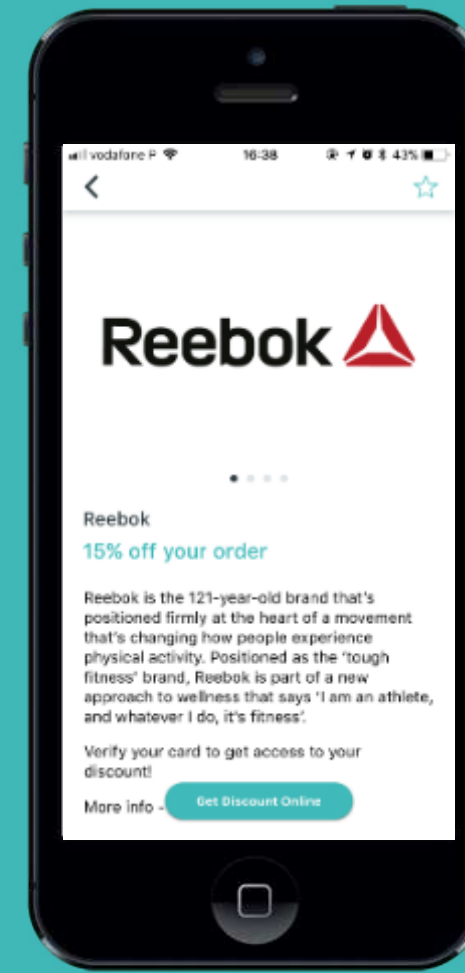 vodafone P 16:38 43%
Reebok
Reebok
15% off your order
Reebok is the 121-year-old brand that's
positioned firmly at the heart of a movement
that's changing how people experience
physical activity. Positioned as the 'tough
fitness' brand, Reebok is part of a new
approach to wellness that says 'I am an athlete,
and whatever I do, it's fitness'.
Verify your card to get access to your
discount!
More info -
Get Discount Online